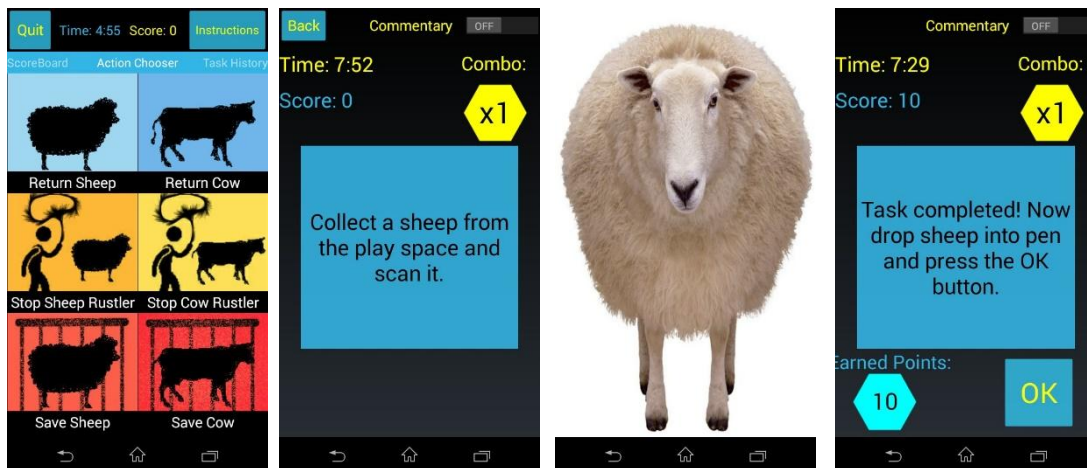 Quit Time: 4:55 Score: 0 Instructions
ScoreBoard Action Chooser Task History
Return Sheep Return Cow
Stop Sheep Rustler Stop Cow Rustler
Save Sheep Save Cow
Back Commentary OFF
Time: 7:52 Combo:
Score: 0 x1
Collect a sheep from
the play space and
scan it.
Commentary OFF
Time: 7:29 Combo:
Score: 10 x1
Task completed! Now
drop sheep into pen
and press the OK
button.
Earned Points:
10 OK